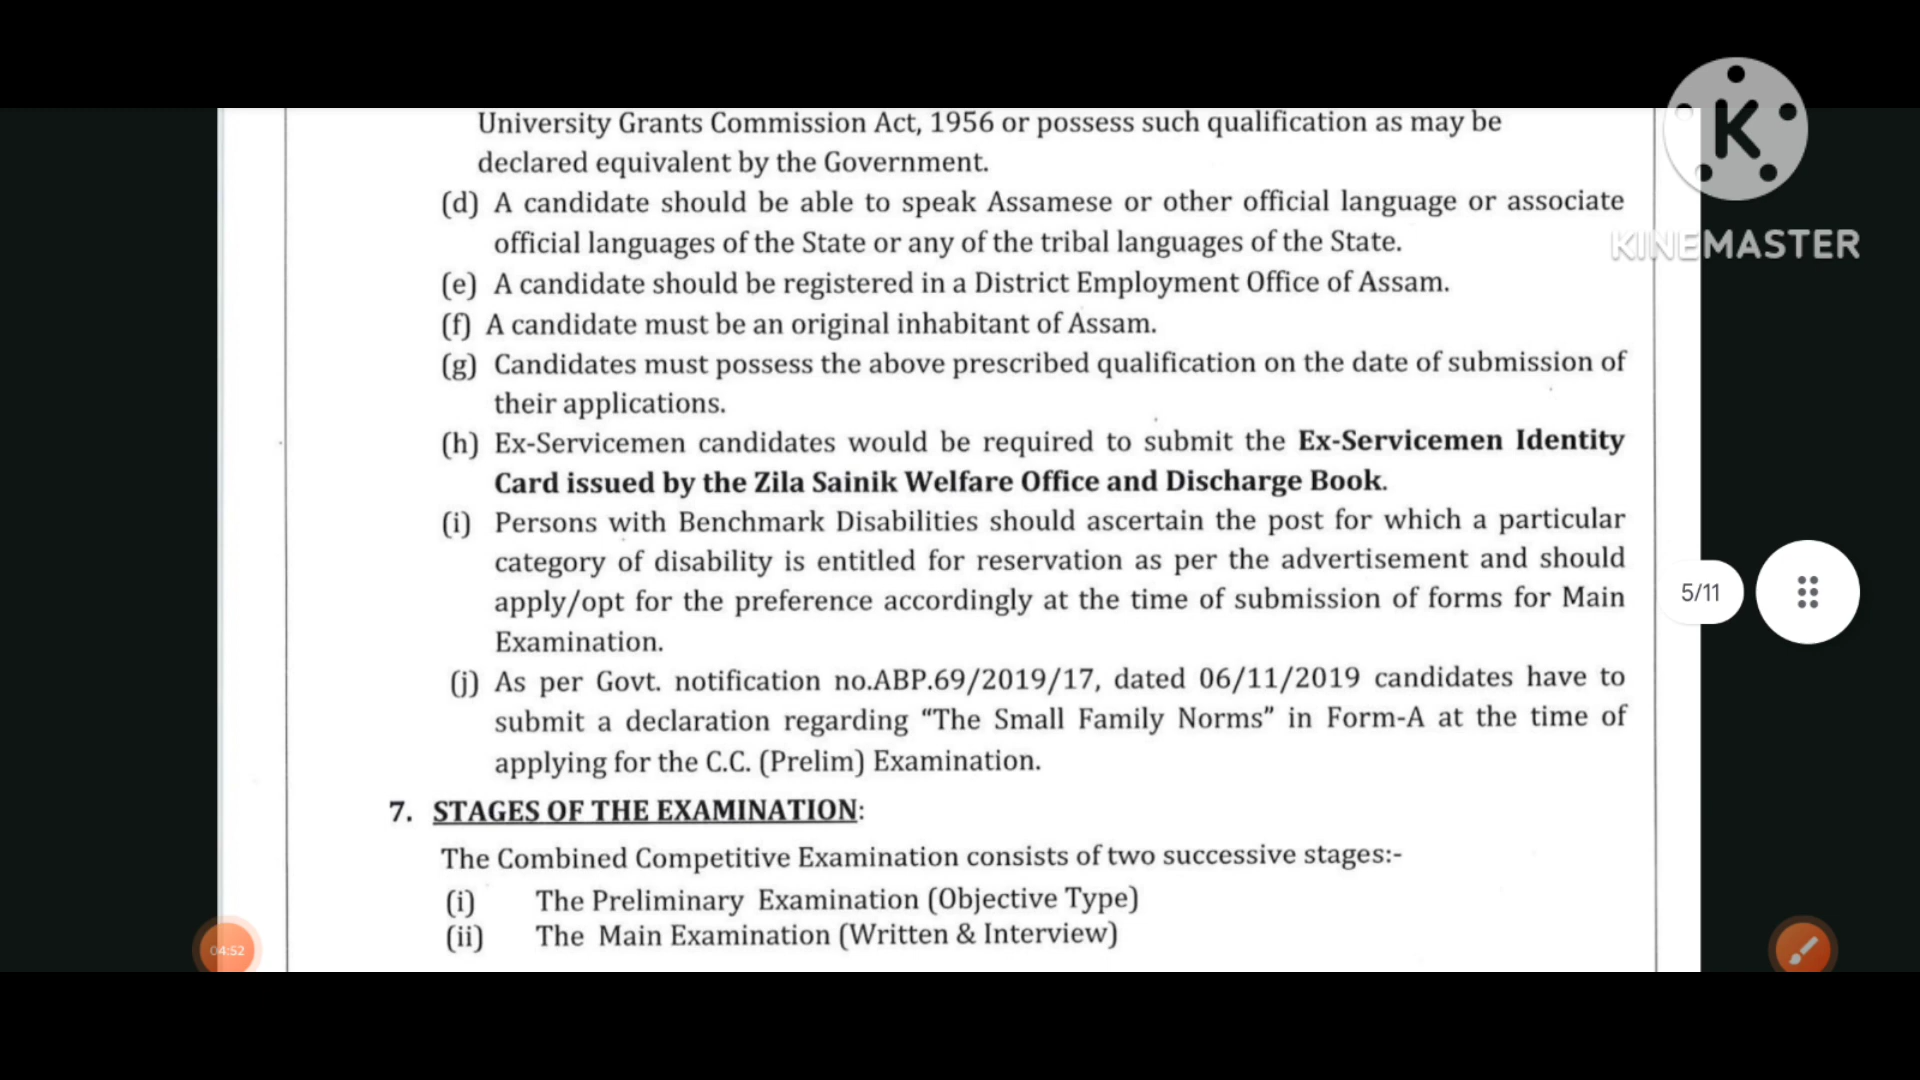 University Grants Commission Act, 1956 or possess such qualification as may be
declared equivalent by the Government.
(d) A candidate should be able to speak Assamese or other official language or associate
official languages of the State or any of the tribal languages of the State.
(e) A candidate should be registered in a District Employment Office of Assam.
(f) A candidate must be an original inhabitant of Assam.
(g) Candidates must possess the above prescribed qualification on the date of submission of
their applications.
(h) Ex-Servicemen candidates would be required to submit the Ex-Servicemen Identity
Card issued by the Zila Sainik Welfare Office and Discharge Book.
(i) Persons with Benchmark Disabilities should ascertain the post for which a particular
category of disability is entitled for reservation as per the advertisement and should
apply/opt for the preference accordingly at the time of submission of forms for Main
Examination.
(j) As per Govt. notification no.ABP.69/2019/17, dated 06/11/2019 candidates have to
submit a declaration regarding “The Small Family Norms” in Form-A at the time of
applying for the C.C. (Prelim) Examination.
7. STAGES OF THE EXAMINATION:
The Combined Competitive Examination consists of two successive stages:-
(i) The Preliminary Examination (Objective Type)
(ii) The Main Examination (Written & Interview)
K
KINEMASTER
5/11
04:52